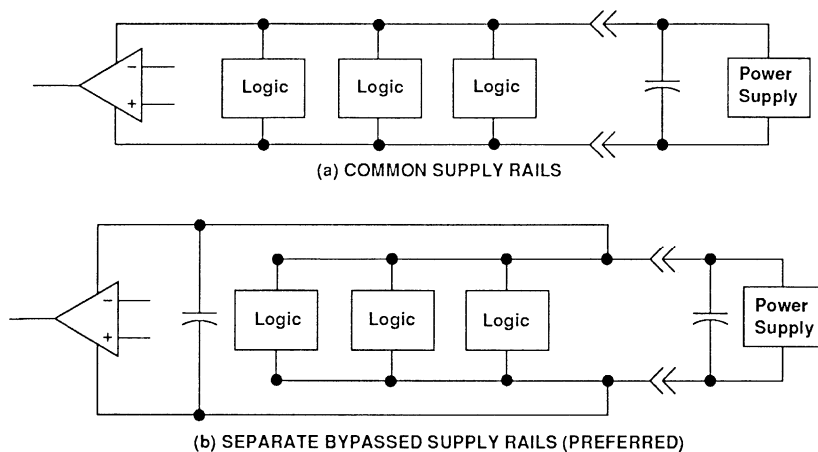 −
+
Logic
Logic
Logic
Power
Supply
(a) COMMON SUPPLY RAILS
−
+
Logic
Logic
Logic
Power
Supply
(b) SEPARATE BYPASSED SUPPLY RAILS (PREFERRED)